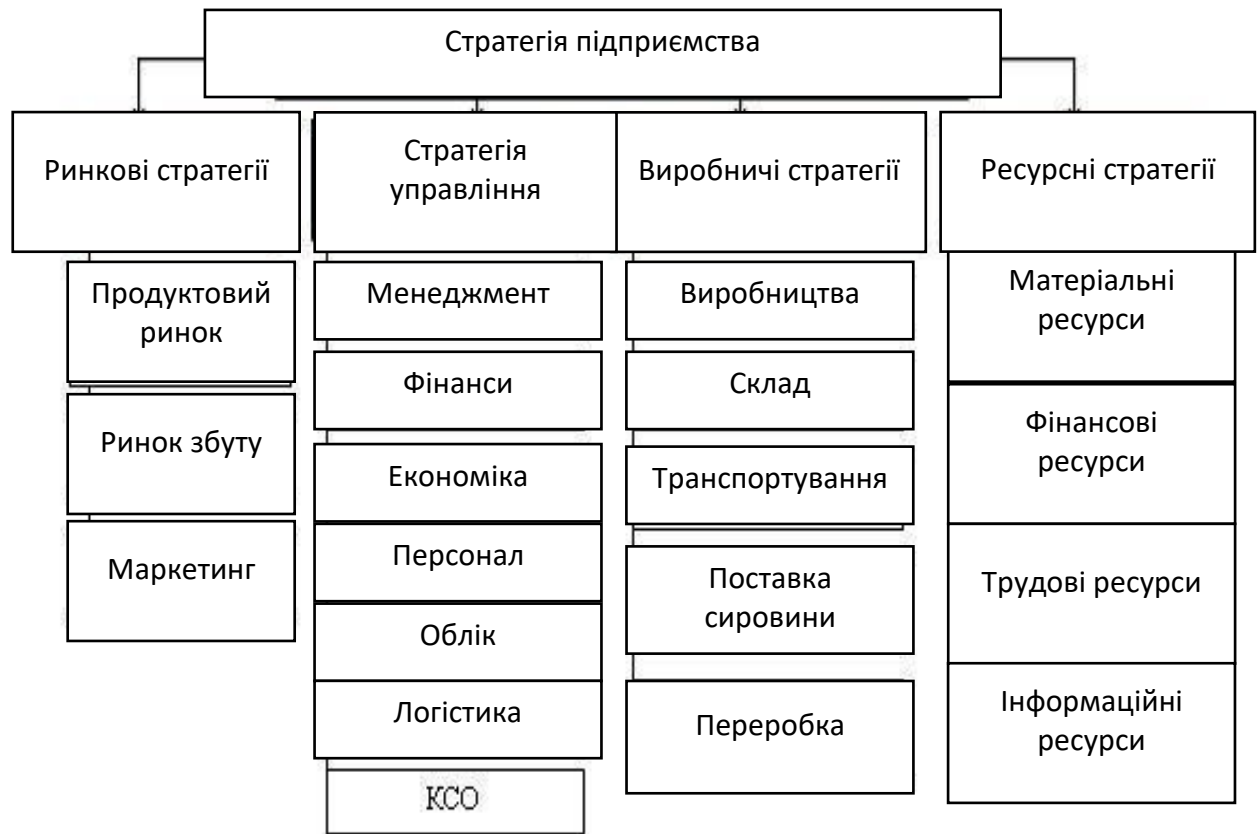 Стратегія підприємства
Ринкові стратегії
Стратегія
управління
Виробничі стратегії
Ресурсні стратегії
Продуктовий
ринок
Ринок збуту
Маркетинг
Менеджмент
Фінанси
Економіка
Персонал
Облік
Логістика
КСО
Виробництва
Склад
Транспортування
Поставка
сировини
Переробка
Матеріальні
ресурси
Фінансові
ресурси
Трудові ресурси
Інформаційні
ресурси